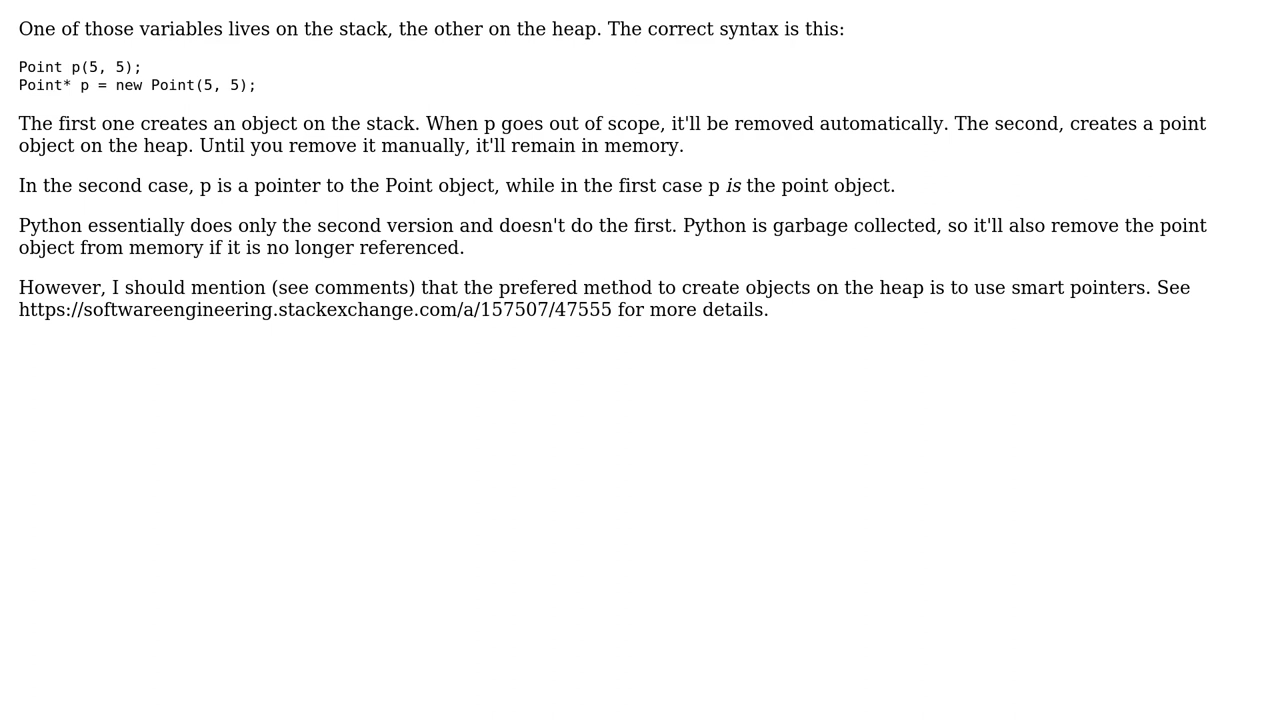 One of those variables lives on the stack, the other on the heap. The correct syntax is this:
Point p(5, 5);
Point* p = new Point(5, 5);
The first one creates an object on the stack. When p goes out of scope, it'll be removed automatically. The second, creates a point
object on the heap. Until you remove it manually, it'll remain in memory.
In the second case, p is a pointer to the Point object, while in the first case p is the point object.
Python essentially does only the second version and doesn't do the first. Python is garbage collected, so it'll also remove the point
object from memory if it is no longer referenced.
However, I should mention (see comments) that the prefered method to create objects on the heap is to use smart pointers. See
https://softwareengineering.stackexchange.com/a/157507/47555 for more details.